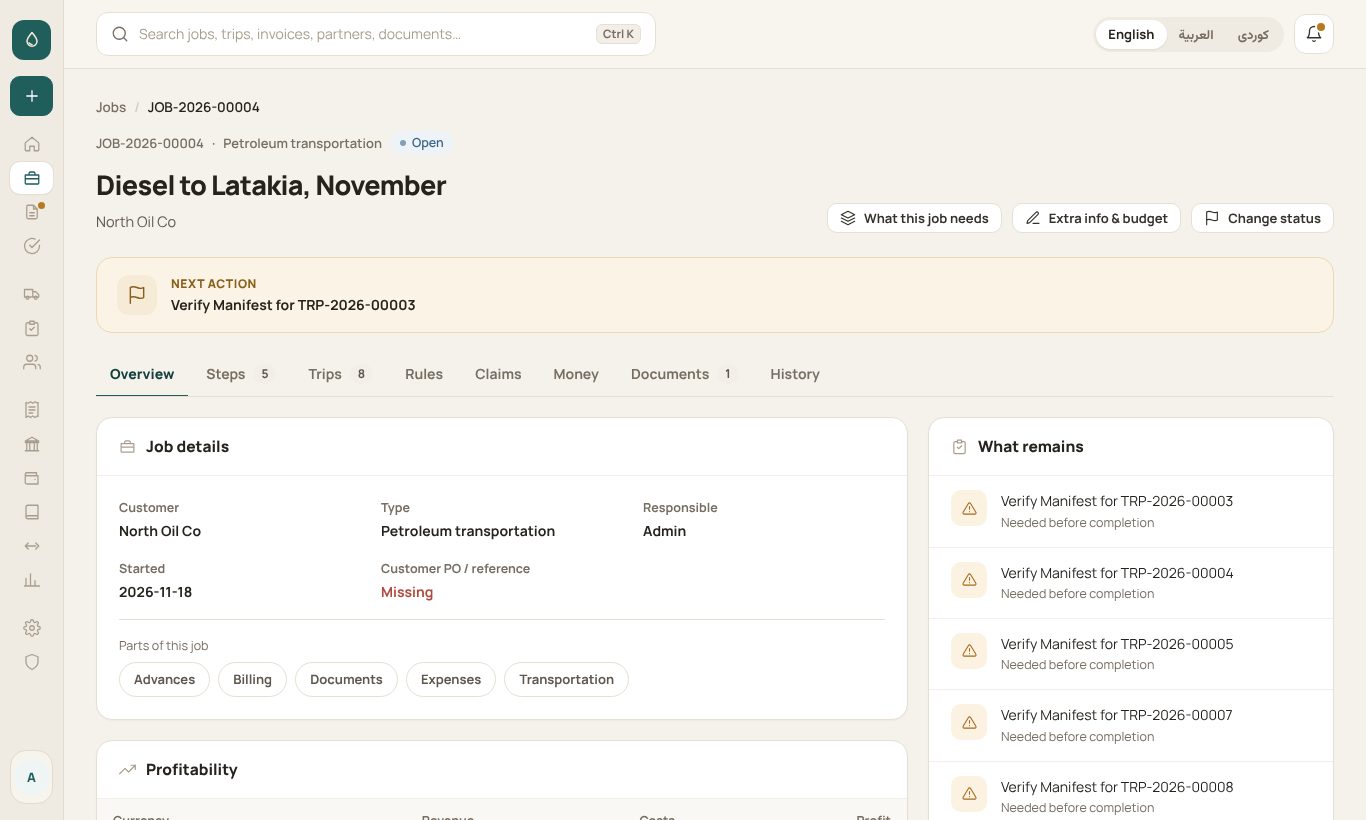 Search jobs, trips, invoices, partners, documents...
Ctrl K
English
العربية
كوردی
Jobs / JOB-2026-00004
JOB-2026-00004 · Petroleum transportation
Open
Diesel to Latakia, November
North Oil Co
What this job needs
Extra info & budget
Change status
NEXT ACTION
Verify Manifest for TRP-2026-00003
Overview
Steps 5
Trips 8
Rules
Claims
Money
Documents 1
History
Job details
Customer
North Oil Co
Type
Petroleum transportation
Responsible
Admin
Started
2026-11-18
Customer PO / reference
Missing
Parts of this job
Advances
Billing
Documents
Expenses
Transportation
Profitability
Currency
Revenue
Costs
Profit
What remains
Verify Manifest for TRP-2026-00003
Needed before completion
Verify Manifest for TRP-2026-00004
Needed before completion
Verify Manifest for TRP-2026-00005
Needed before completion
Verify Manifest for TRP-2026-00007
Needed before completion
Verify Manifest for TRP-2026-00008
Needed before completion
A